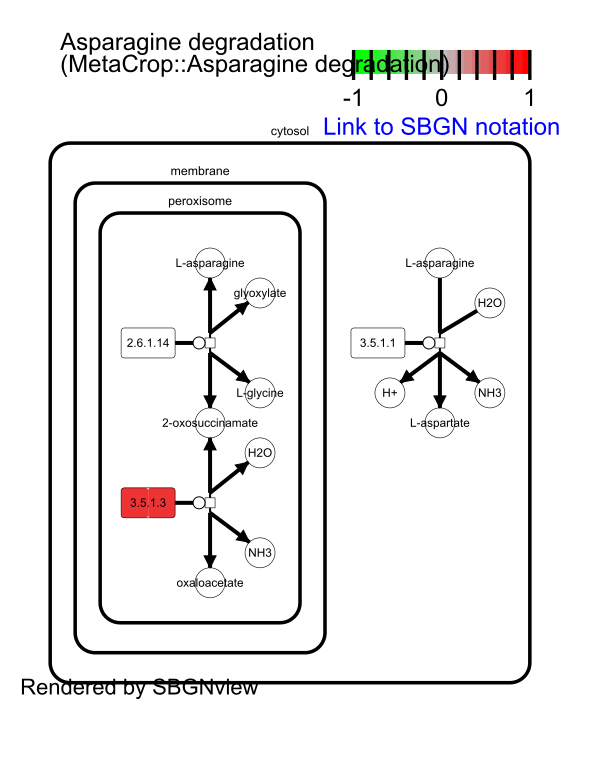 Asparagine degradation
(MetaCrop::Asparagine degradation)
-1 0 1
Link to SBGN notation
cytosol
membrane
peroxisome
L-asparagine
glyoxylate
2.6.1.14
L-glycine
2-oxosuccinamate
H2O
3.5.1.3
NH3
oxaloacetate
L-asparagine
H2O
3.5.1.1
H+
NH3
L-aspartate
Rendered by SBGNview